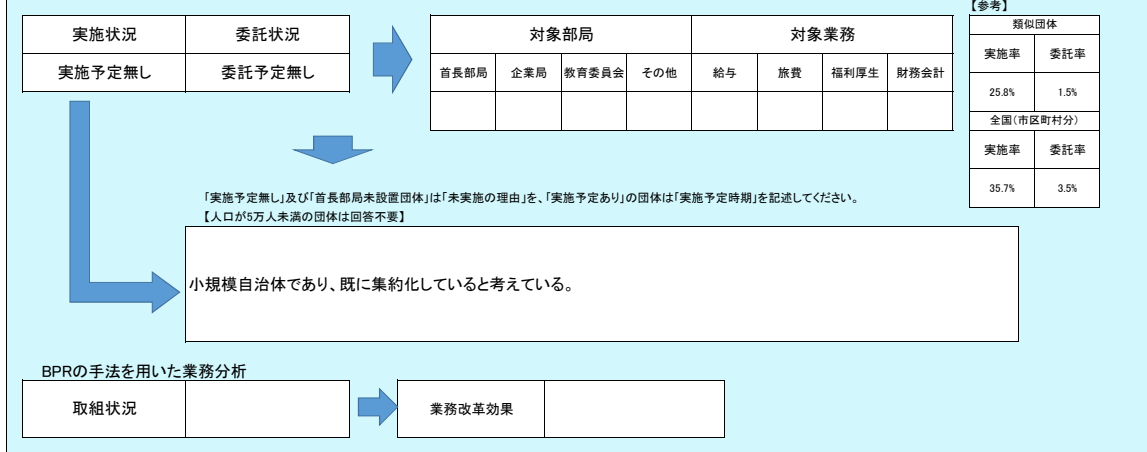 【参考】
実施状況 委託状況 対象部局 対象業務 類似団体
実施予定無し 委託予定無し 首長部局 企業局 教育委員会 その他 給与 旅費 福利厚生 財務会計 実施率 委託率
25.8% 1.5%
全国(市区町村分)
実施率 委託率
35.7% 3.5%
「実施予定無し」及び「首長部局未設置団体」は「未実施の理由」を、「実施予定あり」の団体は「実施予定時期」を記述してください。
【人口が5万人未満の団体は回答不要】
小規模自治体であり、既に集約化していると考えている。
BPRの手法を用いた業務分析
取組状況 業務改革効果